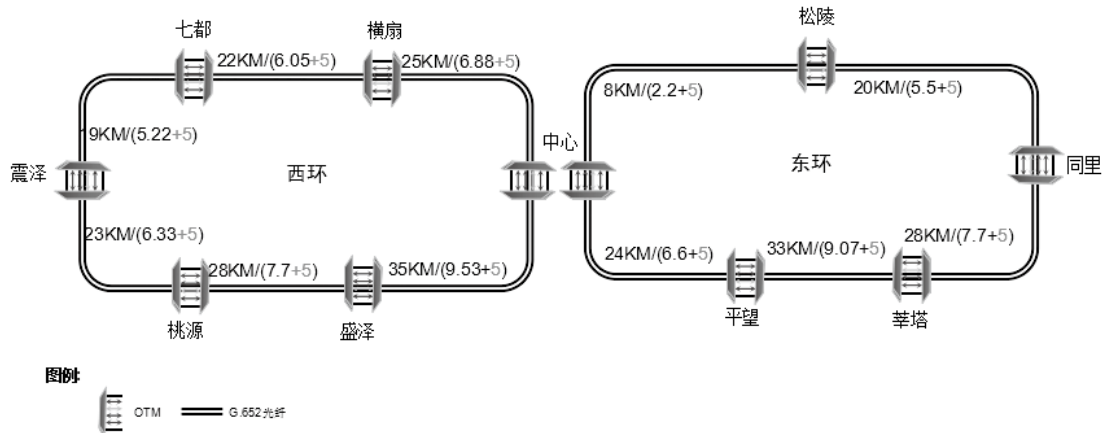 七都
横扇
松陵
22KM/(6.05+5)
25KM/(6.88+5)
8KM/(2.2+5)
20KM/(5.5+5)
19KM/(5.22+5)
中心
震泽
西环
东环
同里
23KM/(6.33+5)
28KM/(7.7+5)
35KM/(9.53+5)
24KM/(6.6+5)
33KM/(9.07+5)
28KM/(7.7+5)
桃源
盛泽
平望
莘塔
图例:
OTM
G.652光纤